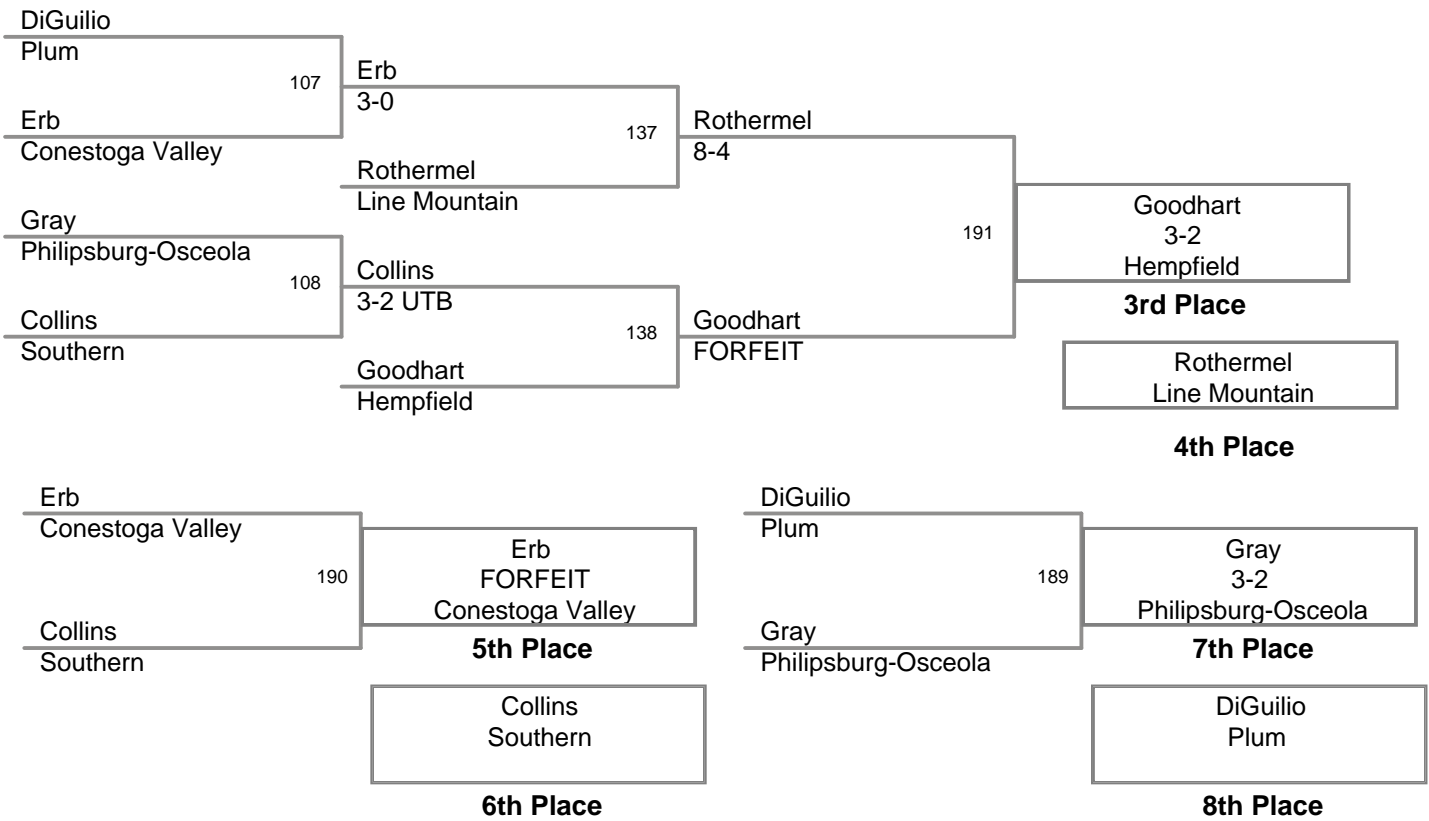 DiGuilio
Plum
107
Erb
3-0
Erb
Conestoga Valley
137
Rothermel
8-4
Rothermel
Line Mountain
Gray
Philipsburg-Osceola
108
Collins
3-2 UTB
Collins
Southern
138
Goodhart
FORFEIT
Goodhart
Hempfield
191
Goodhart
3-2
Hempfield
3rd Place
Rothermel
Line Mountain
4th Place
Erb
Conestoga Valley
190
Collins
Southern
Erb
FORFEIT
Conestoga Valley
5th Place
Collins
Southern
6th Place
DiGuilio
Plum
189
Gray
Philipsburg-Osceola
Gray
3-2
Philipsburg-Osceola
7th Place
DiGuilio
Plum
8th Place